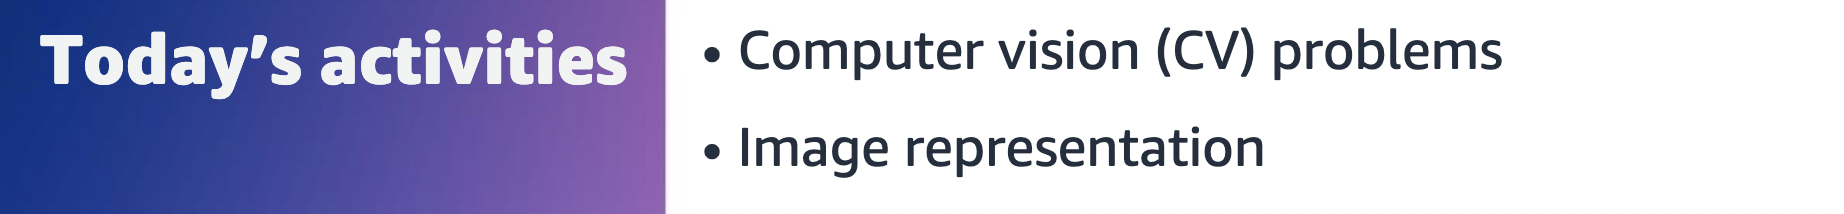 Today’s activities
• Computer vision (CV) problems
• Image representation